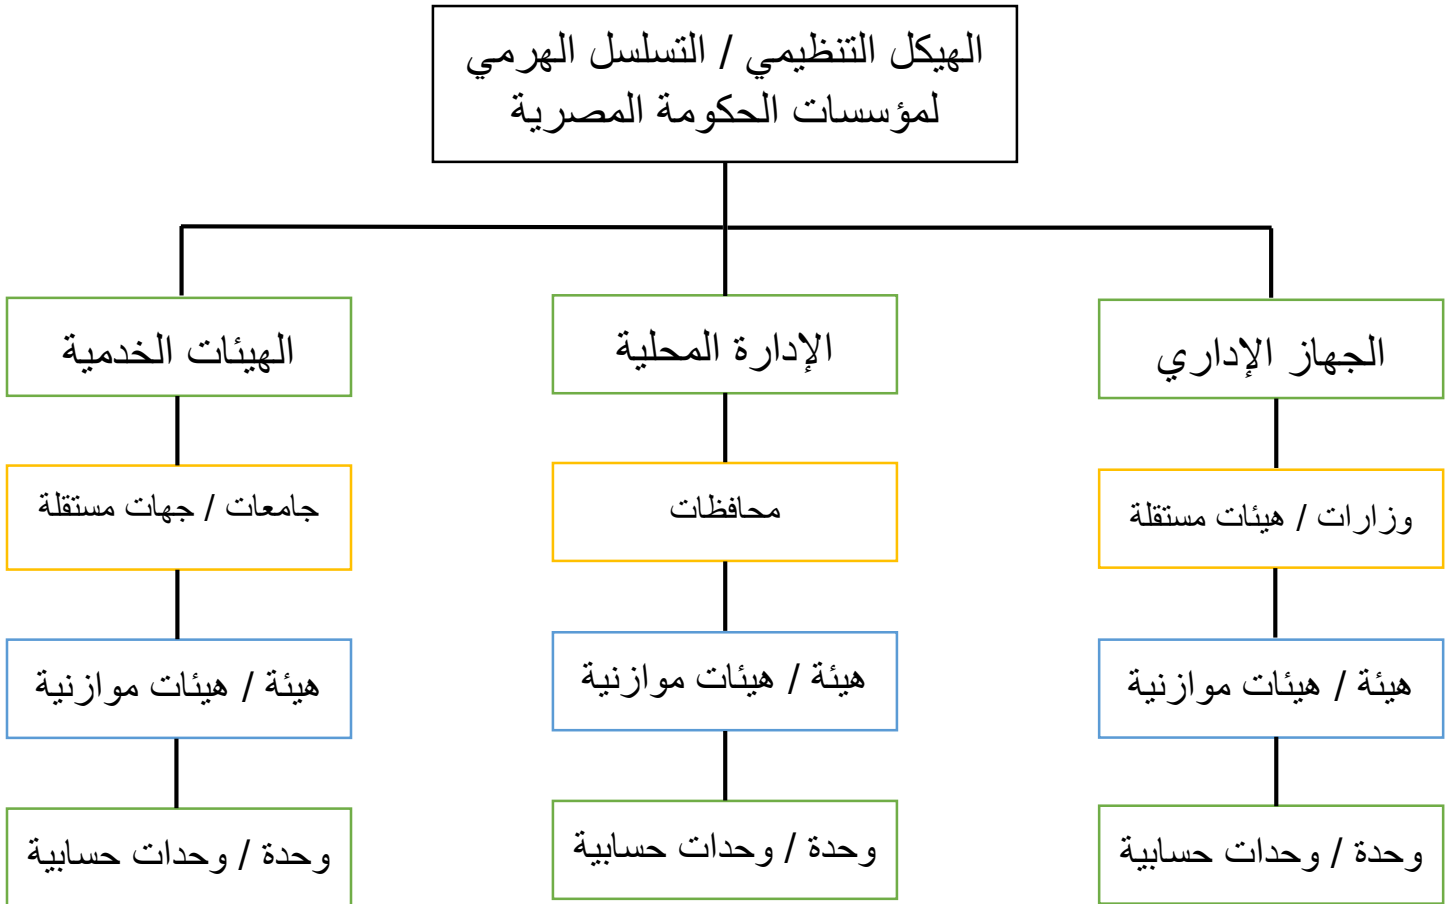 الهيكل التنظيمي / التسلسل الهرمي
لمؤسسات الحكومة المصرية
الجهاز الإداري
الإدارة المحلية
الهيئات الخدمية
وزارات / هيئات مستقلة
محافظات
جامعات / جهات مستقلة
هيئة / هيئات موازنية
هيئة / هيئات موازنية
هيئة / هيئات موازنية
وحدة / وحدات حسابية
وحدة / وحدات حسابية
وحدة / وحدات حسابية